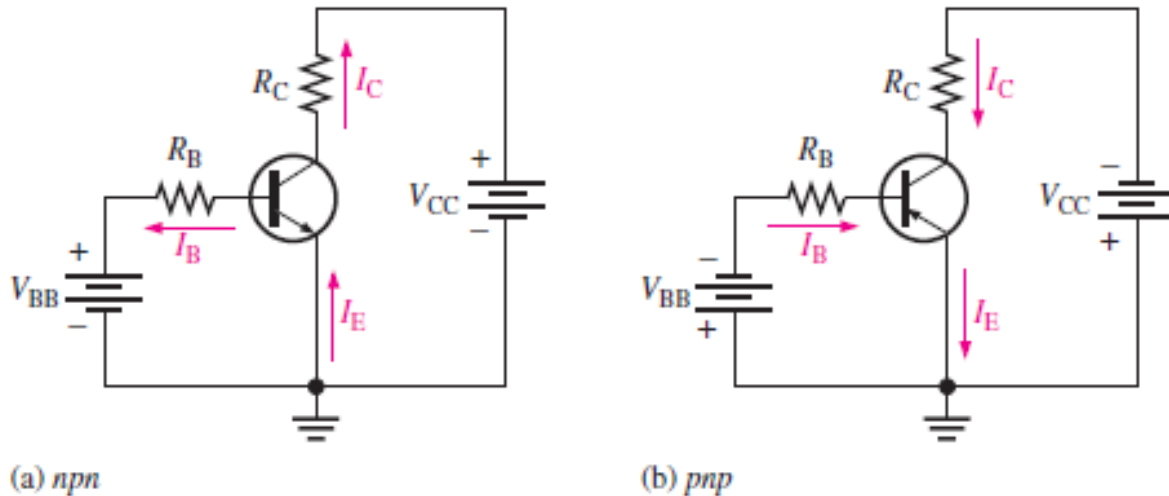 R_C
I_C
R_B
+
V_CC
−
I_B
+
V_BB
−
I_E
(a) npn
R_C
I_C
R_B
−
V_CC
+
I_B
−
V_BB
+
I_E
(b) pnp